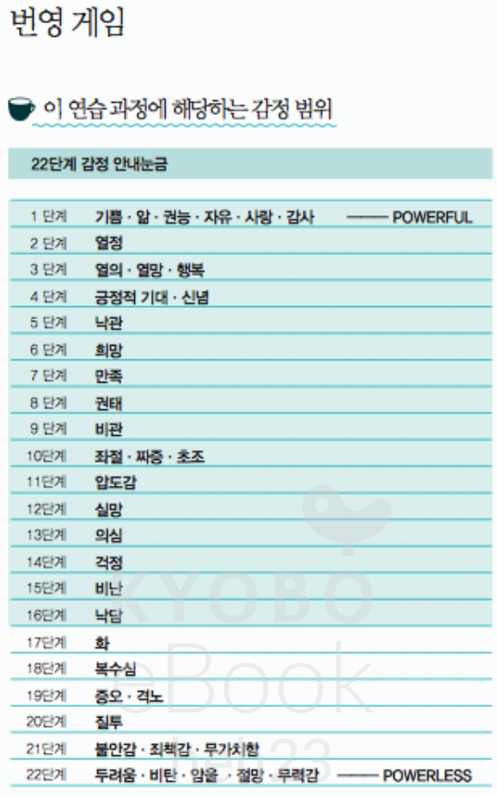 번영 게임
이 연습 과정에 해당하는 감정 범위
22단계 감정 안내눈금
1 단계 기쁨 · 앎 · 권능 · 자유 · 사랑 · 감사 ——— POWERFUL
2 단계 열정
3 단계 열의 · 열망 · 행복
4 단계 긍정적 기대 · 신념
5 단계 낙관
6 단계 희망
7 단계 만족
8 단계 권태
9 단계 비관
10단계 좌절 · 짜증 · 초조
11단계 압도감
12단계 실망
13단계 의심
14단계 걱정
15단계 비난
16단계 낙담
17단계 화
18단계 복수심
19단계 증오 · 격노
20단계 질투
21단계 불안감 · 죄책감 · 무가치함
22단계 두려움 · 비탄 · 암울 · 절망 · 무력감 ——— POWERLESS
KYOBO
eBook
heh23